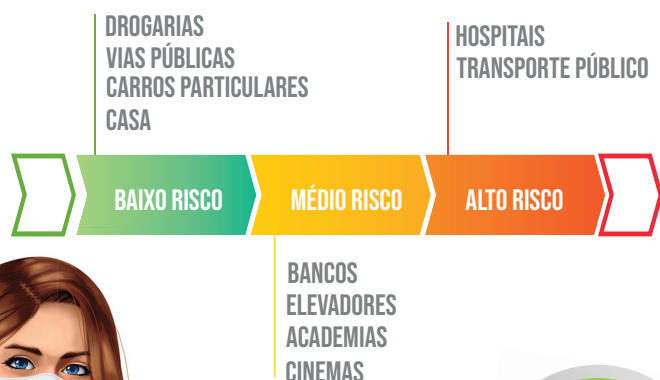 DROGARIAS
VIAS PÚBLICAS
CARROS PARTICULARES
CASA
HOSPITAIS
TRANSPORTE PÚBLICO
BAIXO RISCO
MÉDIO RISCO
ALTO RISCO
BANCOS
ELEVADORES
ACADEMIAS
CINEMAS